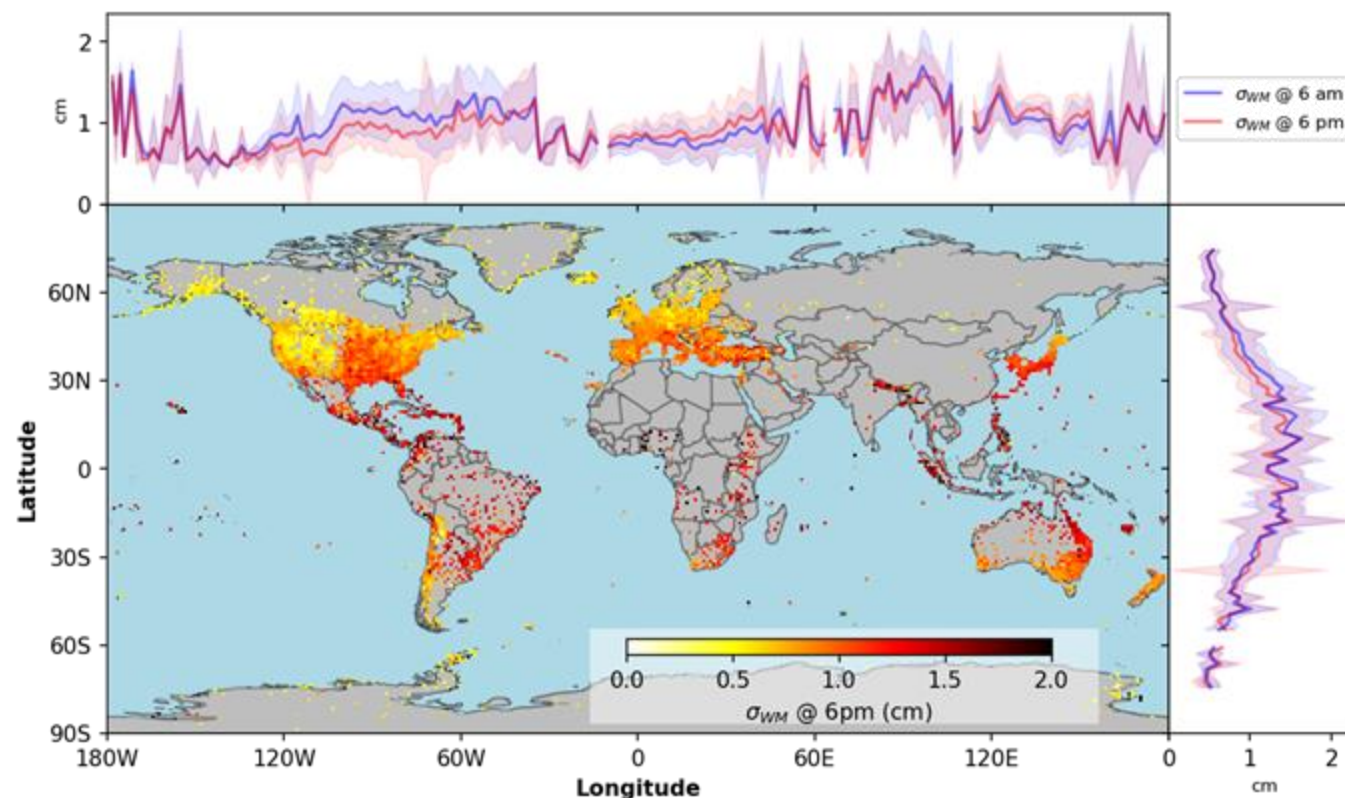 2
1
0
cm
σWM @ 6 am
σWM @ 6 pm
60N
30N
0
30S
60S
90S
Latitude
0.0 0.5 1.0 1.5 2.0
σWM @ 6pm (cm)
180W 120W 60W 0 60E 120E 0
Longitude
1 2
cm